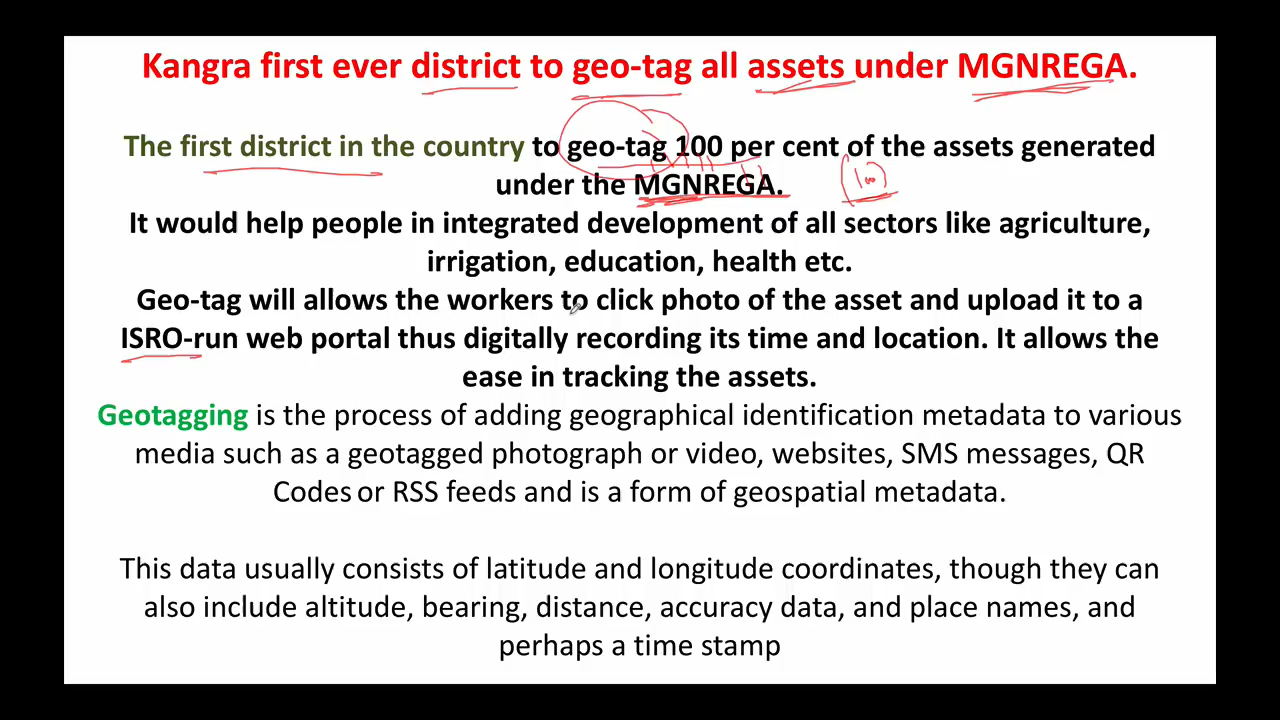 Kangra first ever district to geo-tag all assets under MGNREGA.
The first district in the country to geo-tag 100 per cent of the assets generated
under the MGNREGA.
100
It would help people in integrated development of all sectors like agriculture,
irrigation, education, health etc.
Geo-tag will allows the workers to click photo of the asset and upload it to a
ISRO-run web portal thus digitally recording its time and location. It allows the
ease in tracking the assets.
Geotagging is the process of adding geographical identification metadata to various
media such as a geotagged photograph or video, websites, SMS messages, QR
Codes or RSS feeds and is a form of geospatial metadata.
This data usually consists of latitude and longitude coordinates, though they can
also include altitude, bearing, distance, accuracy data, and place names, and
perhaps a time stamp